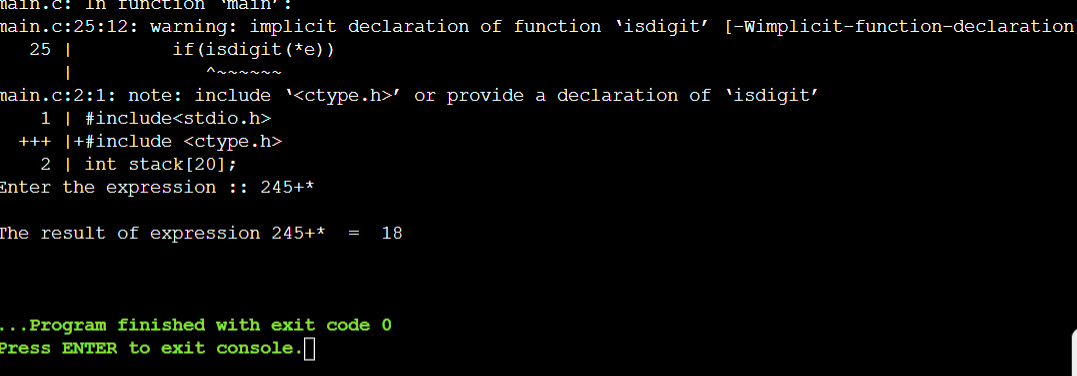 main.c: In function ‘main’:
main.c:25:12: warning: implicit declaration of function ‘isdigit’ [-Wimplicit-function-declaration
25 | if(isdigit(*e))
| ^~~~~~~
main.c:2:1: note: include ‘<ctype.h>’ or provide a declaration of ‘isdigit’
1 | #include<stdio.h>
+++ |+#include <ctype.h>
2 | int stack[20];
Enter the expression :: 245+*
The result of expression 245+* = 18
...Program finished with exit code 0
Press ENTER to exit console.